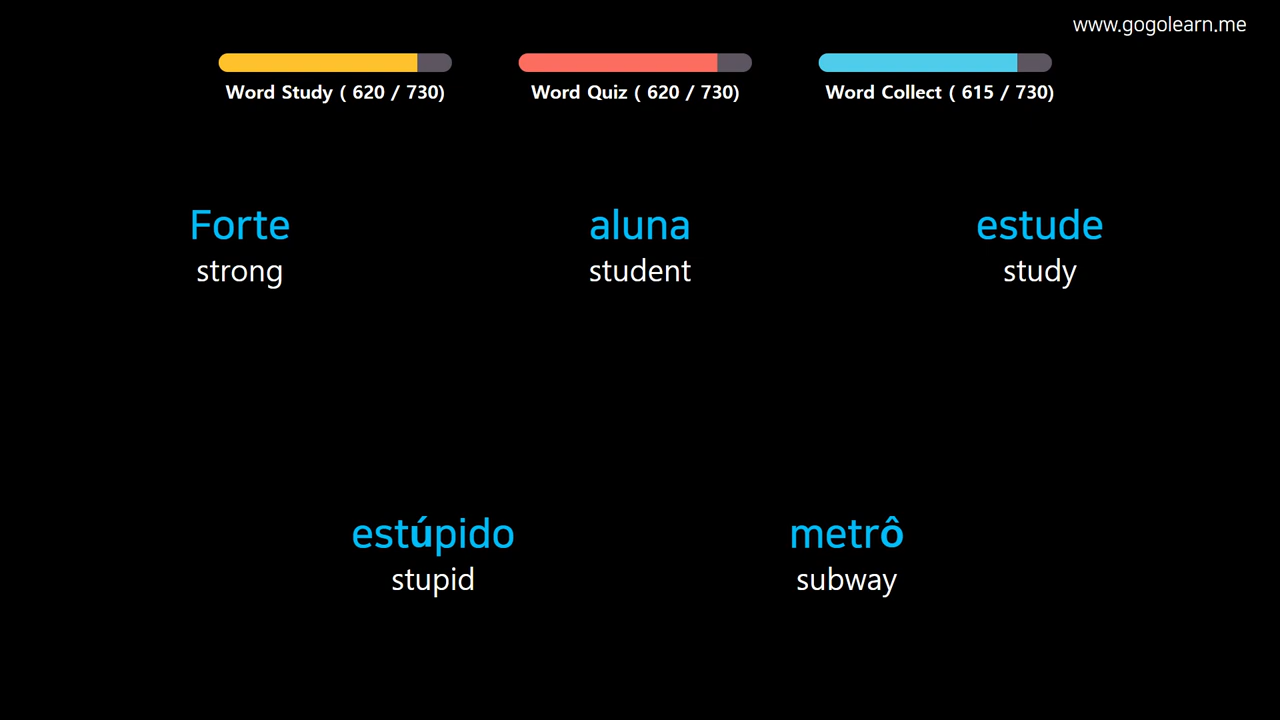 www.gogolearn.me
Word Study ( 620 / 730)
Word Quiz ( 620 / 730)
Word Collect ( 615 / 730)
Forte
strong
aluna
student
estude
study
estúpido
stupid
metrô
subway